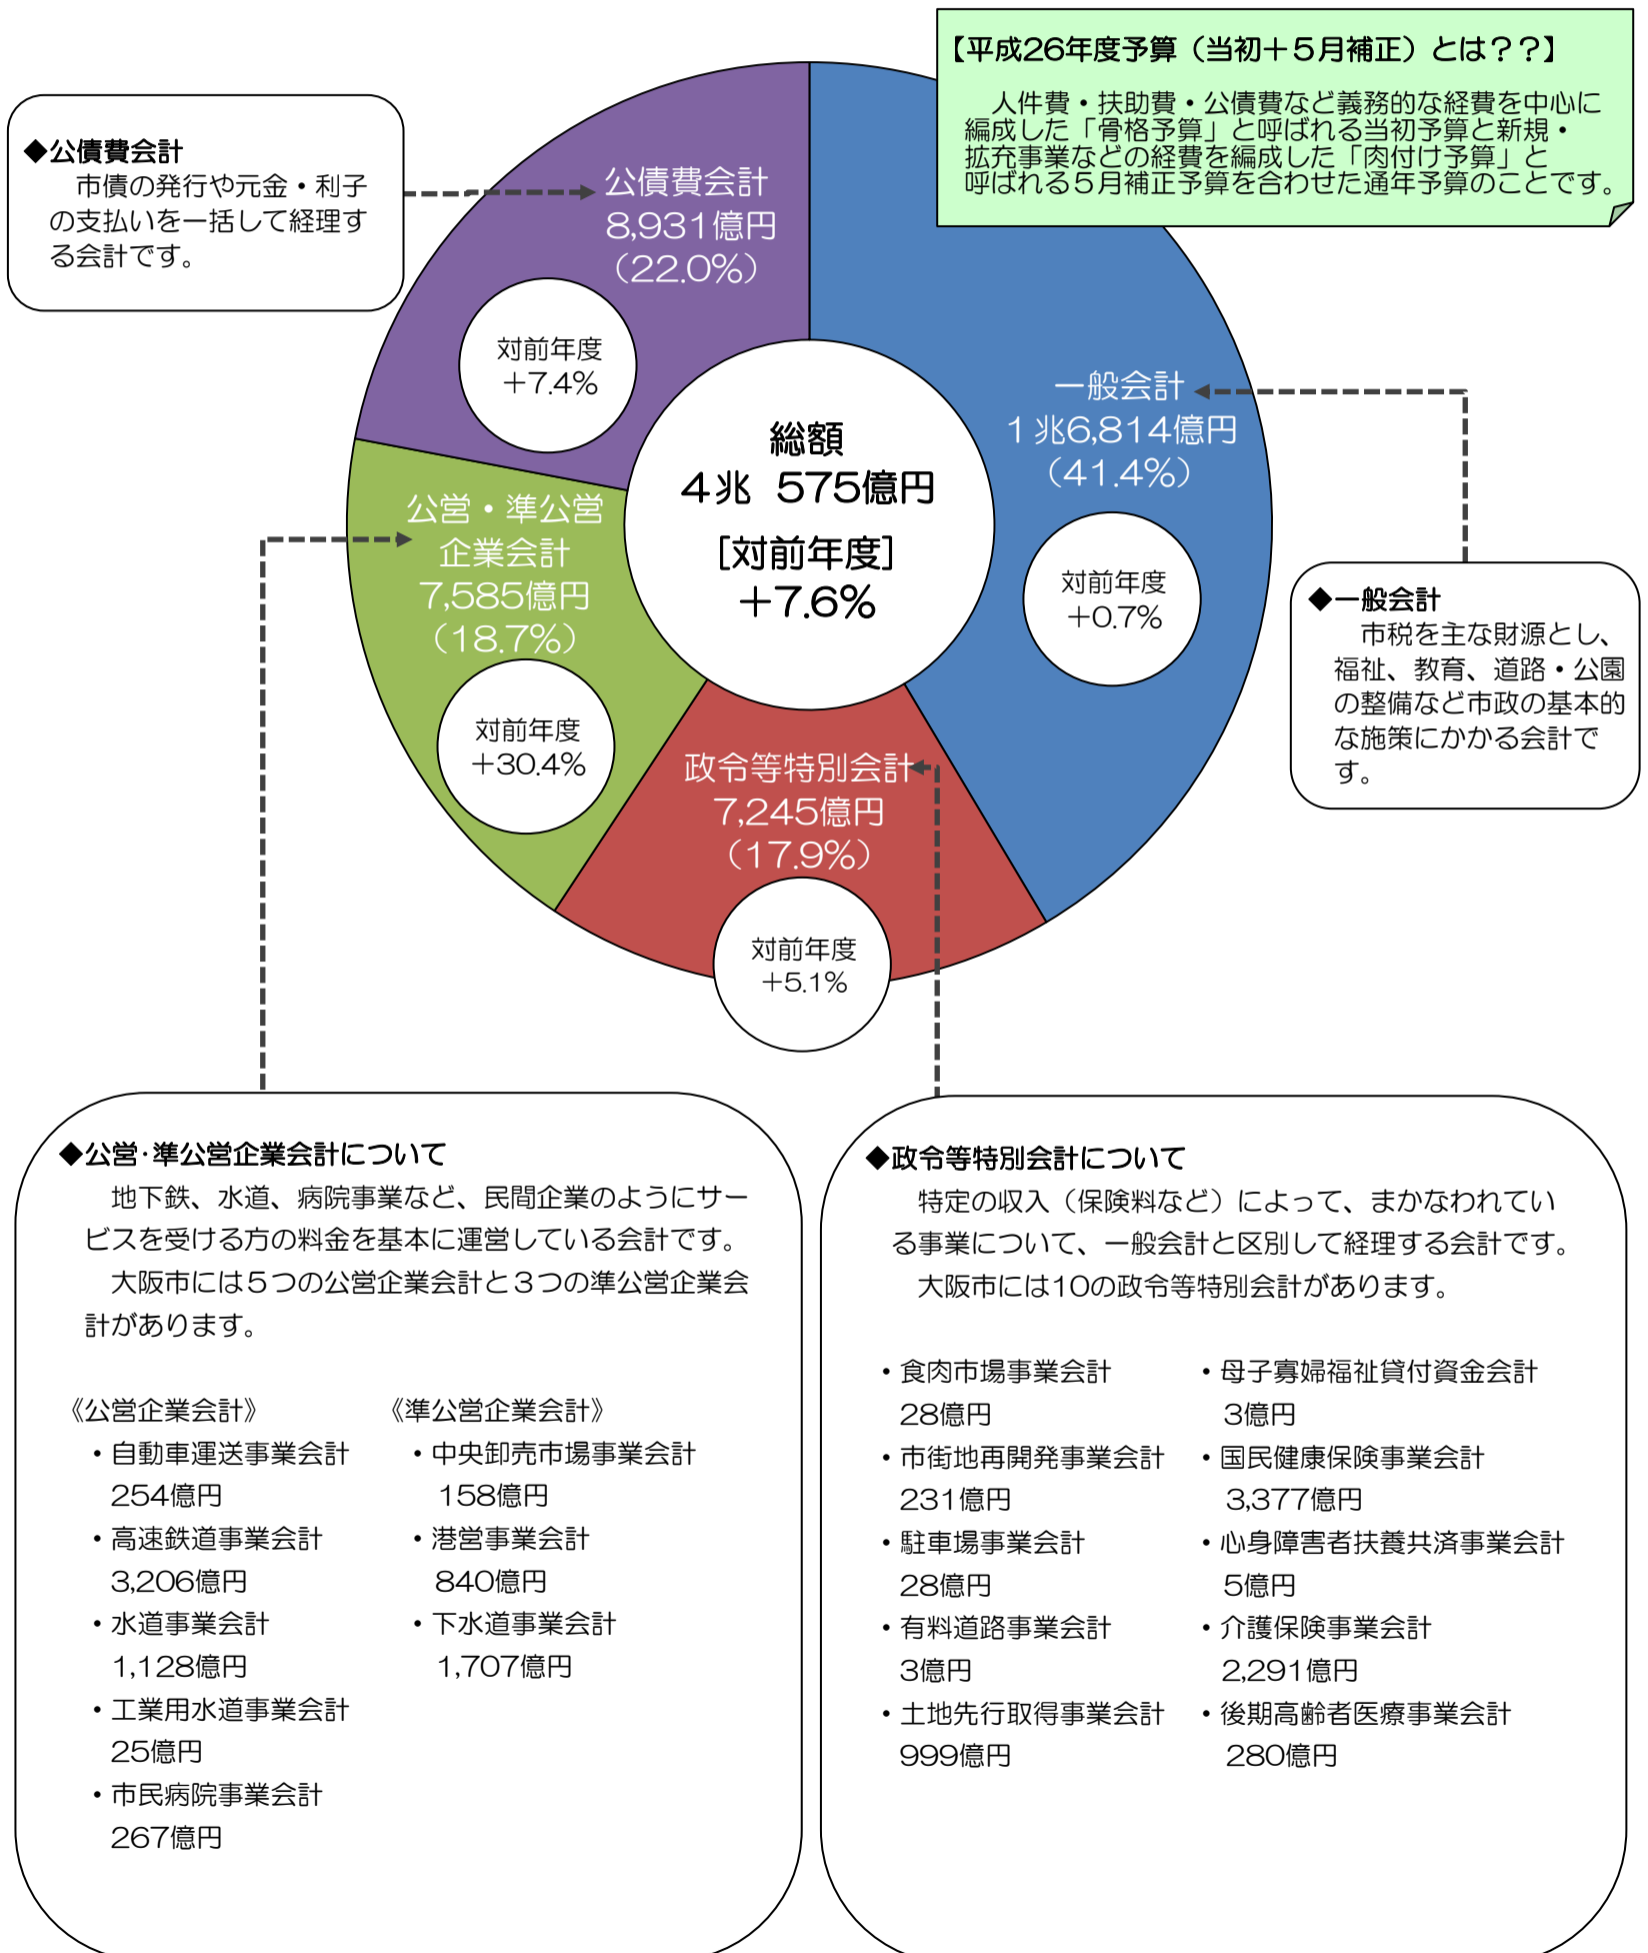 【平成26年度予算（当初＋５月補正）とは？？】
人件費・扶助費・公債費など義務的な経費を中心に
編成した「骨格予算」と呼ばれる当初予算と新規・
拡充事業などの経費を編成した「肉付け予算」と
呼ばれる５月補正予算を合わせた通年予算のことです。
◆公債費会計
市債の発行や元金・利子
の支払いを一括して経理す
る会計です。
公債費会計
8,931億円
（22.0%）
対前年度
＋7.4%
一般会計
１兆6,814億円
（41.4%）
対前年度
＋0.7%
総額
４兆 575億円
[対前年度]
＋7.6%
公営・準公営
企業会計
7,585億円
（18.7%）
対前年度
＋30.4%
政令等特別会計
7,245億円
（17.9%）
対前年度
＋5.1%
◆一般会計
市税を主な財源とし、
福祉、教育、道路・公園
の整備など市政の基本的
な施策にかかる会計で
す。
◆公営･準公営企業会計について
地下鉄、水道、病院事業など、民間企業のようにサー
ビスを受ける方の料金を基本に運営している会計です。
大阪市には５つの公営企業会計と３つの準公営企業会
計があります。
《公営企業会計》
・自動車運送事業会計
254億円
・高速鉄道事業会計
3,206億円
・水道事業会計
1,128億円
・工業用水道事業会計
25億円
・市民病院事業会計
267億円
《準公営企業会計》
・中央卸売市場事業会計
158億円
・港営事業会計
840億円
・下水道事業会計
1,707億円
◆政令等特別会計について
特定の収入（保険料など）によって、まかなわれてい
る事業について、一般会計と区別して経理する会計です。
大阪市には10の政令等特別会計があります。
・食肉市場事業会計
28億円
・市街地再開発事業会計
231億円
・駐車場事業会計
28億円
・有料道路事業会計
3億円
・土地先行取得事業会計
999億円
・母子寡婦福祉貸付資金会計
3億円
・国民健康保険事業会計
3,377億円
・心身障害者扶養共済事業会計
5億円
・介護保険事業会計
2,291億円
・後期高齢者医療事業会計
280億円